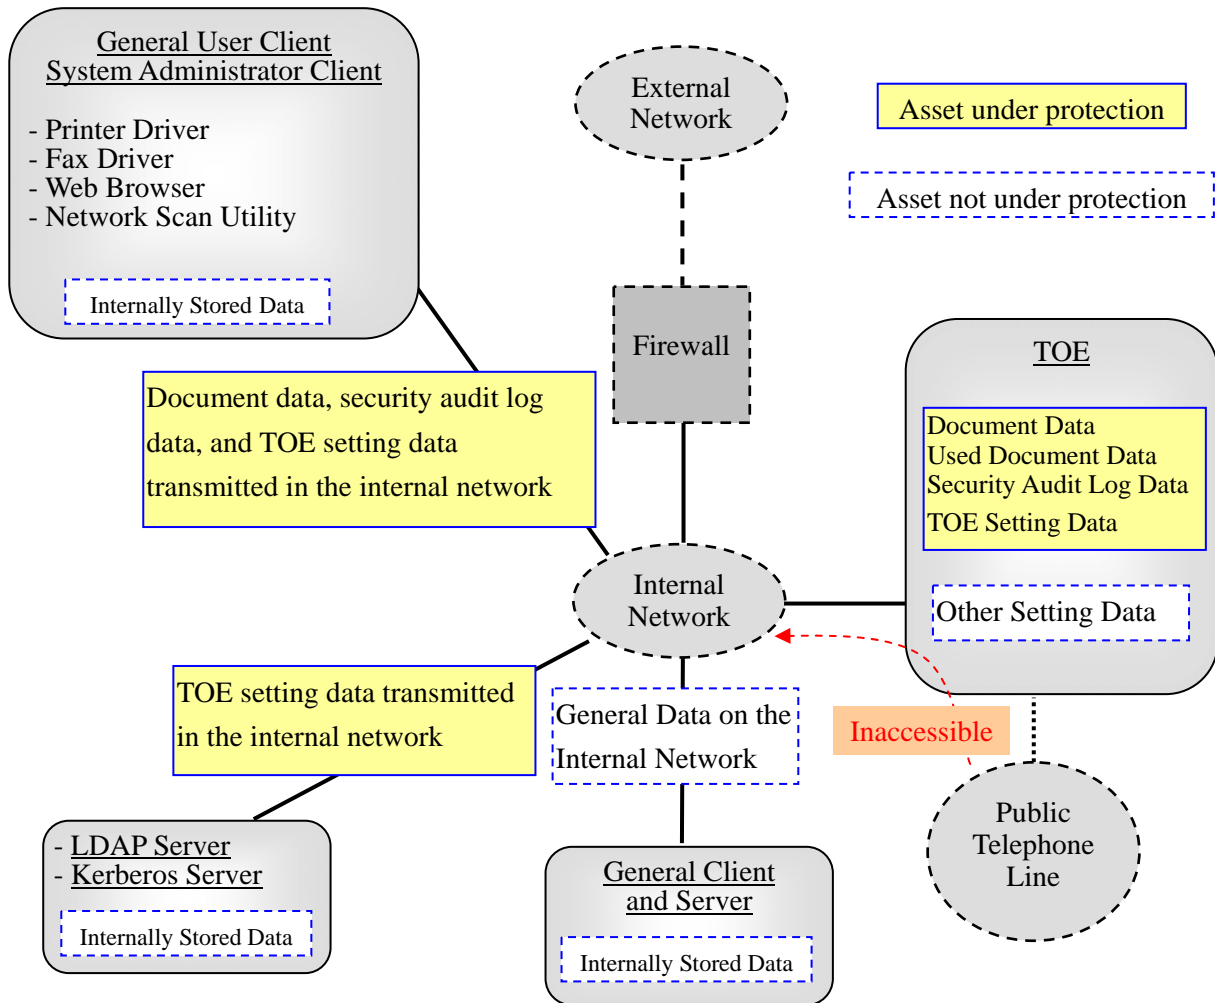 General User Client
System Administrator Client
- Printer Driver
- Fax Driver
- Web Browser
- Network Scan Utility
Internally Stored Data
External
Network
Asset under protection
Asset not under protection
Firewall
TOE
Document Data
Used Document Data
Security Audit Log Data
TOE Setting Data
Other Setting Data
Document data, security audit log
data, and TOE setting data
transmitted in the internal network
Internal
Network
TOE setting data transmitted
in the internal network
General Data on the
Internal Network
Inaccessible
Public
Telephone
Line
- LDAP Server
- Kerberos Server
Internally Stored Data
General Client
and Server
Internally Stored Data